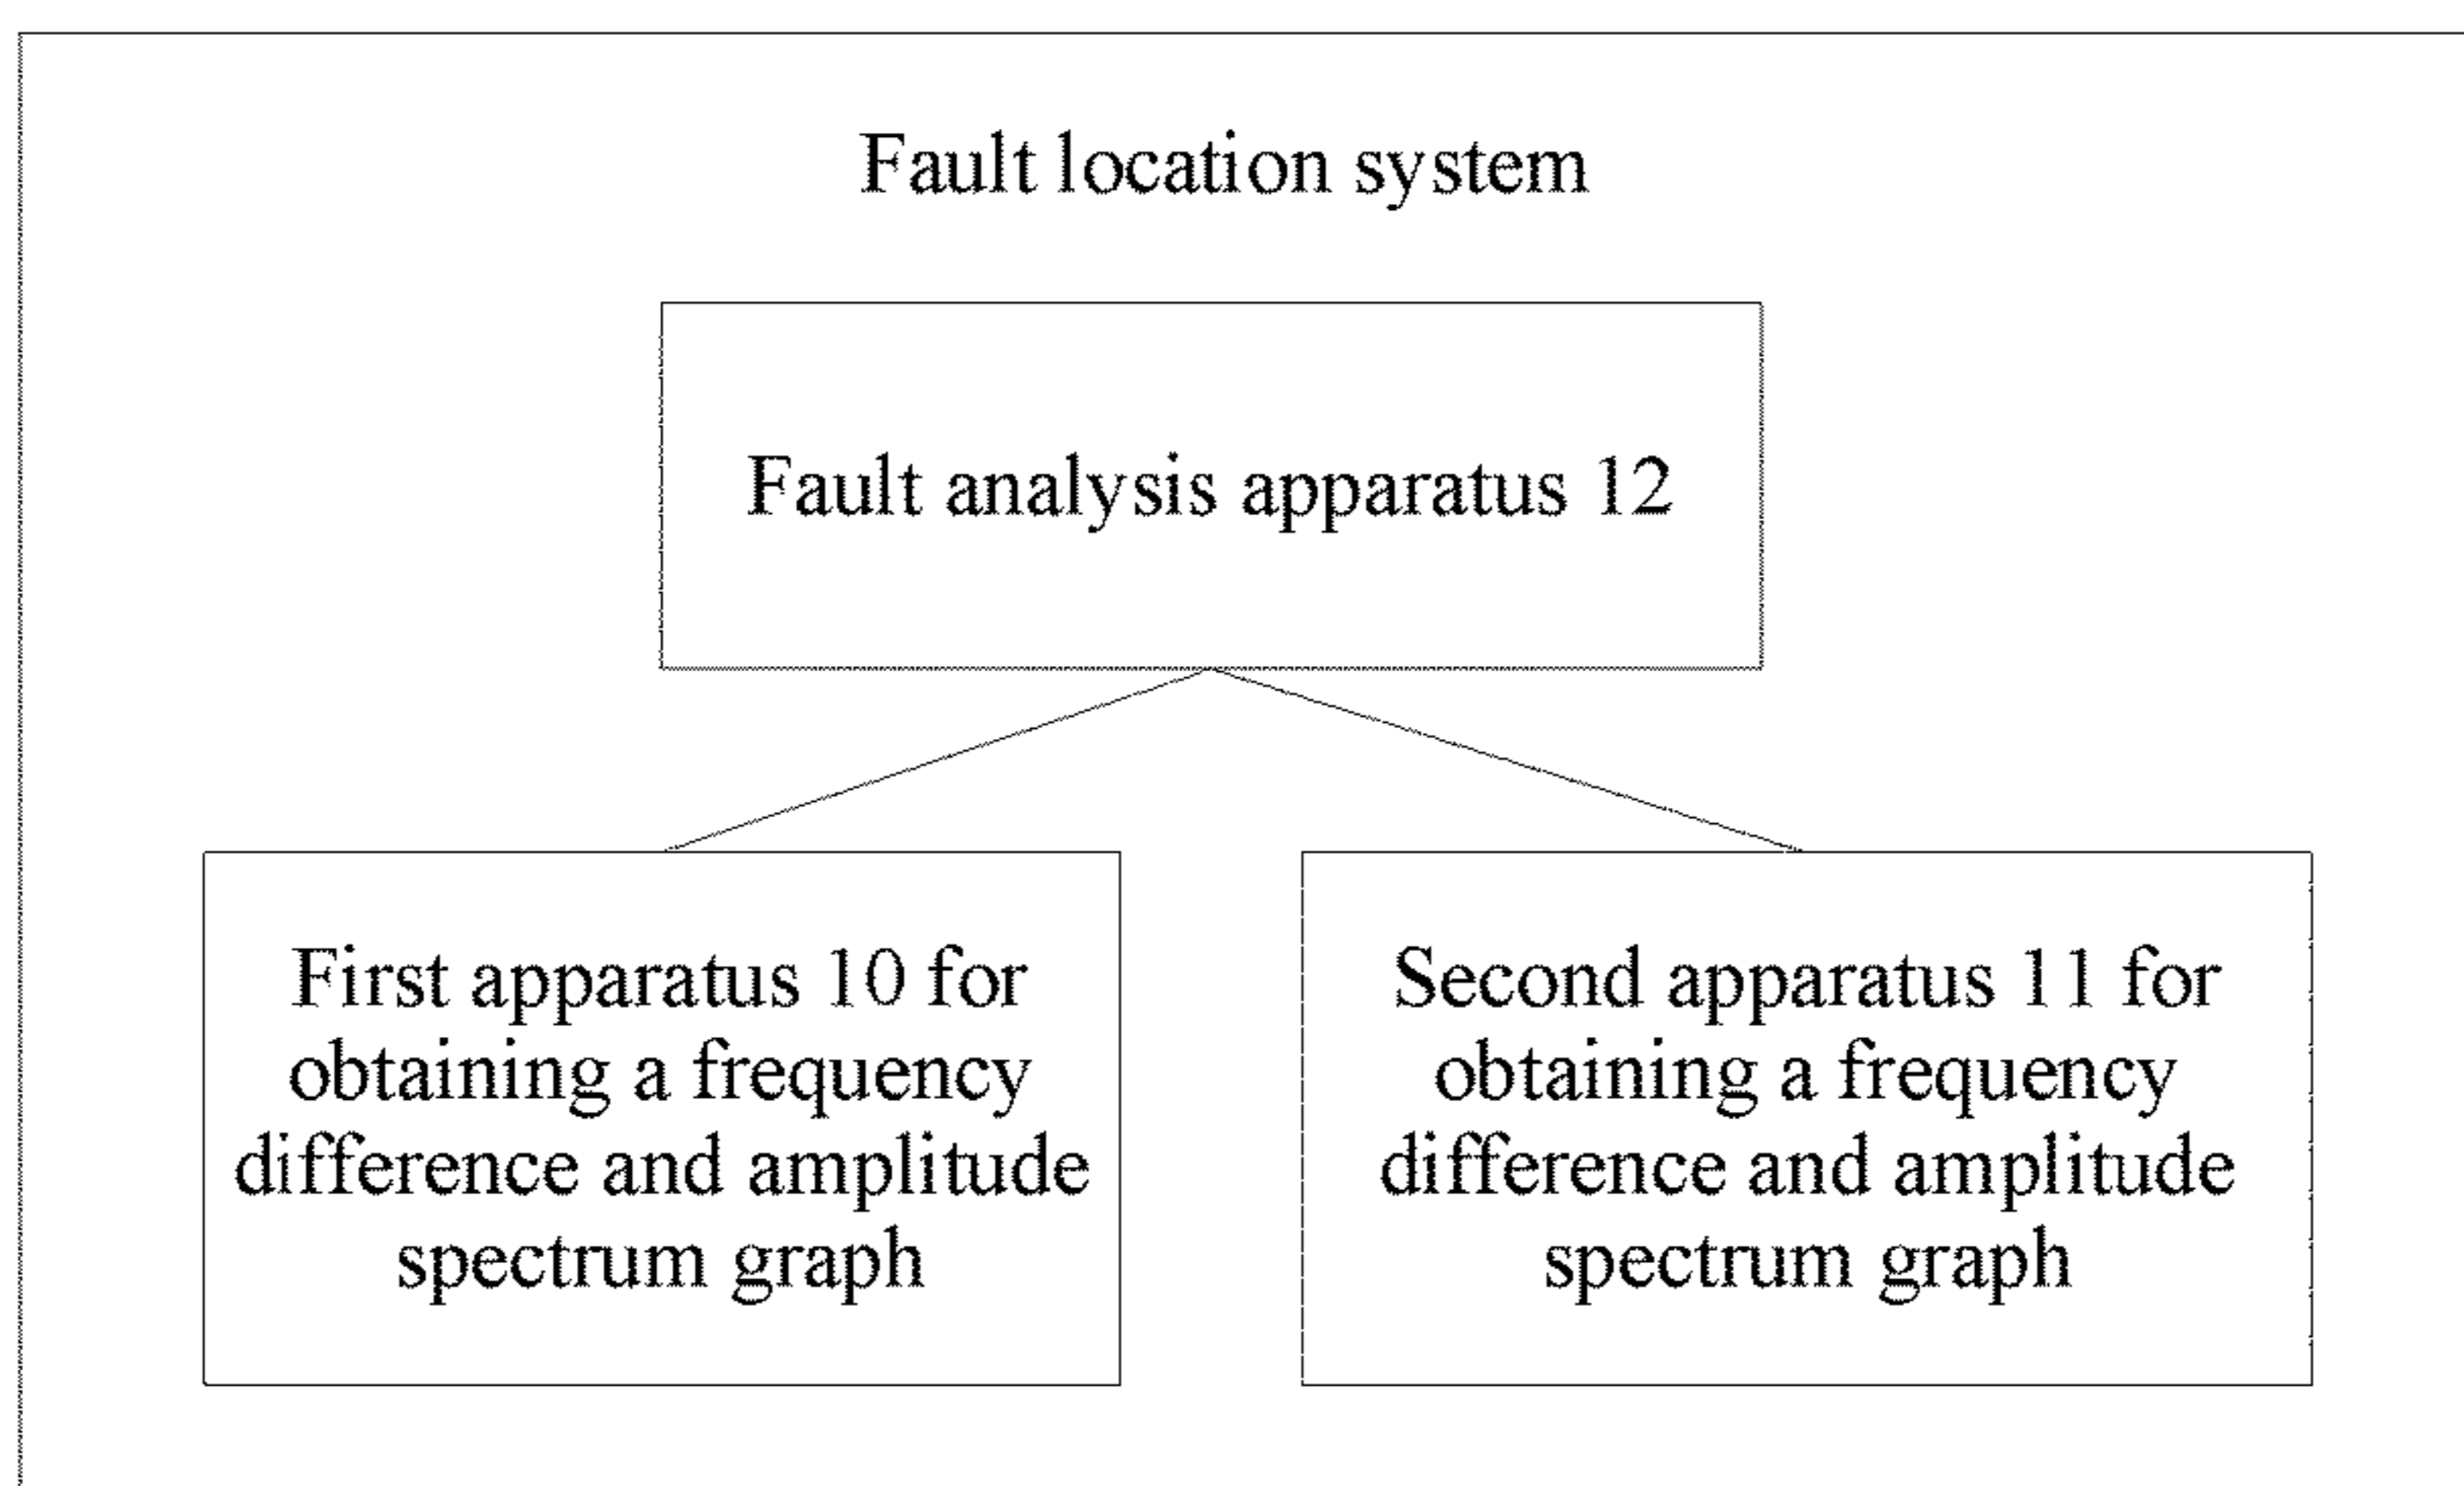 Fault location system
Fault analysis apparatus 12
First apparatus 10 for
obtaining a frequency
difference and amplitude
spectrum graph
Second apparatus 11 for
obtaining a frequency
difference and amplitude
spectrum graph